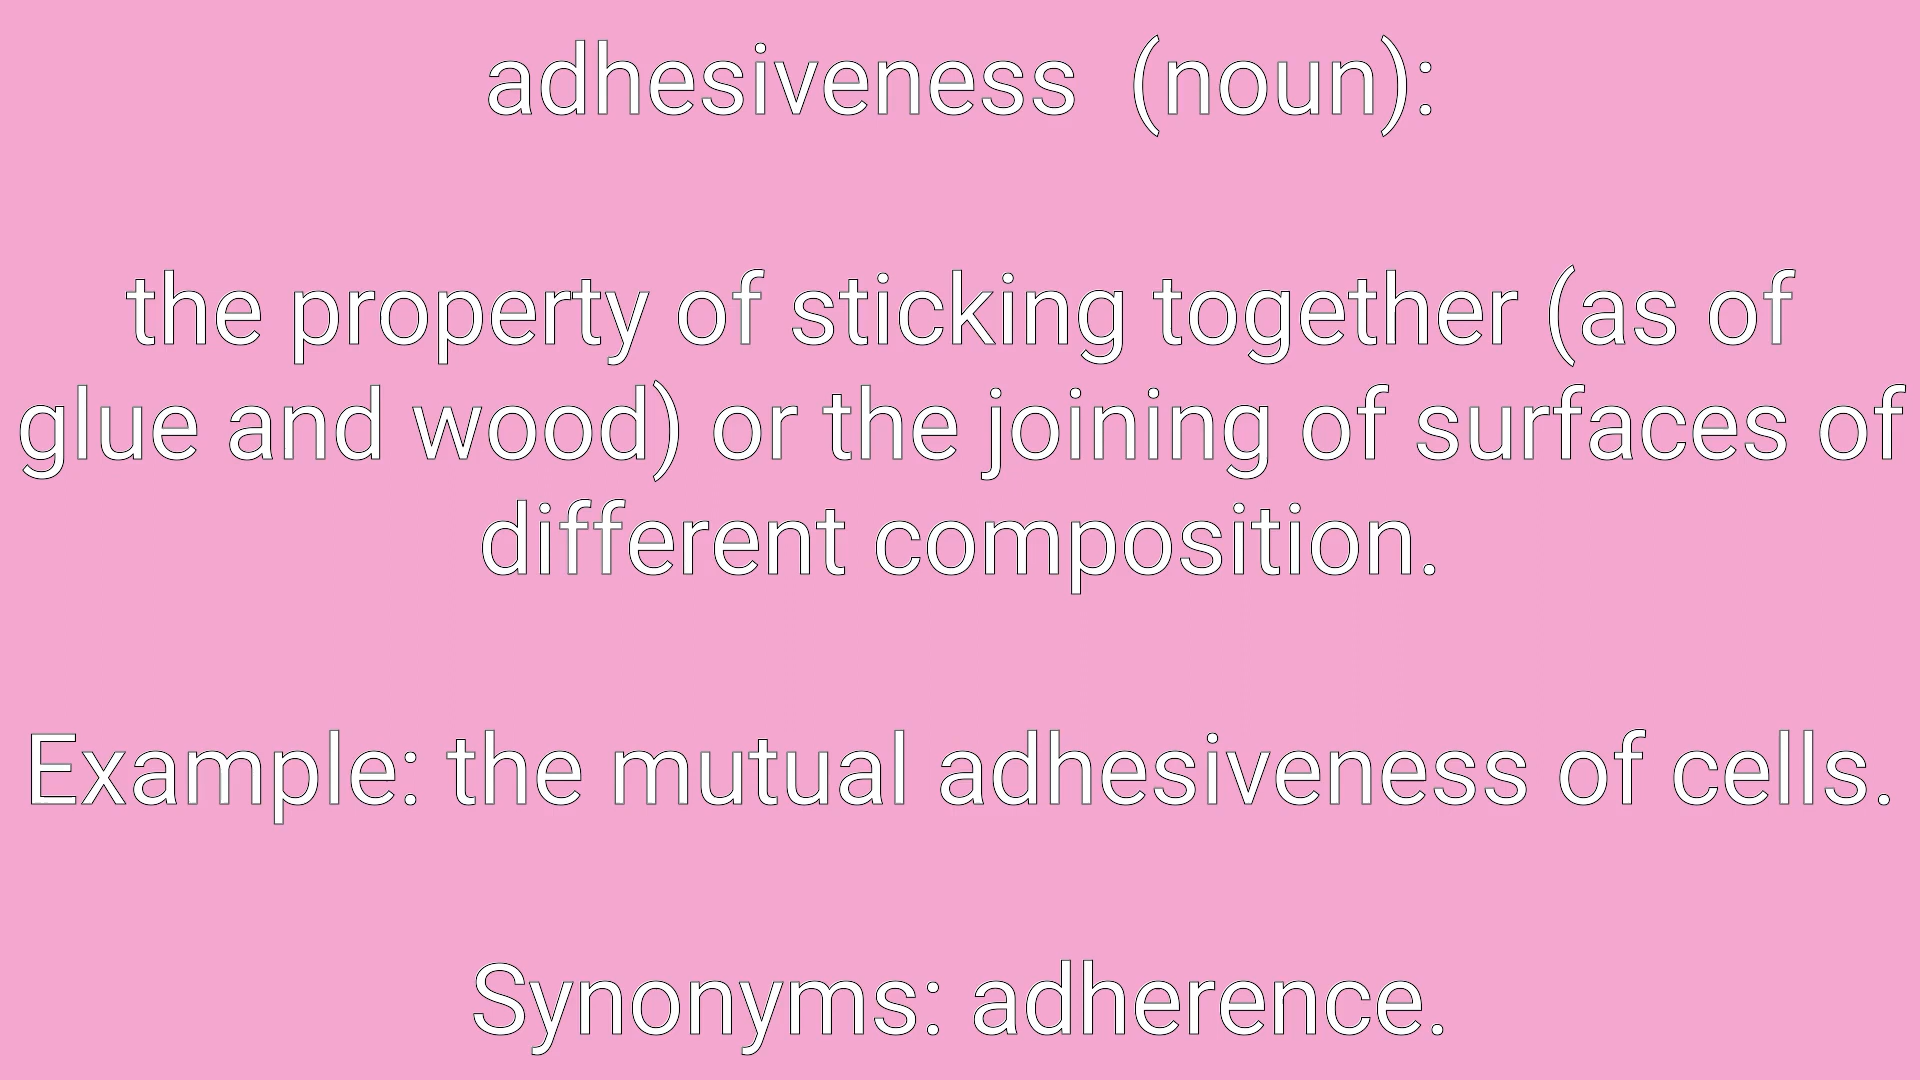 adhesiveness  (noun):
the property of sticking together (as of
glue and wood) or the joining of surfaces of
different composition.
Example: the mutual adhesiveness of cells.
Synonyms: adherence.